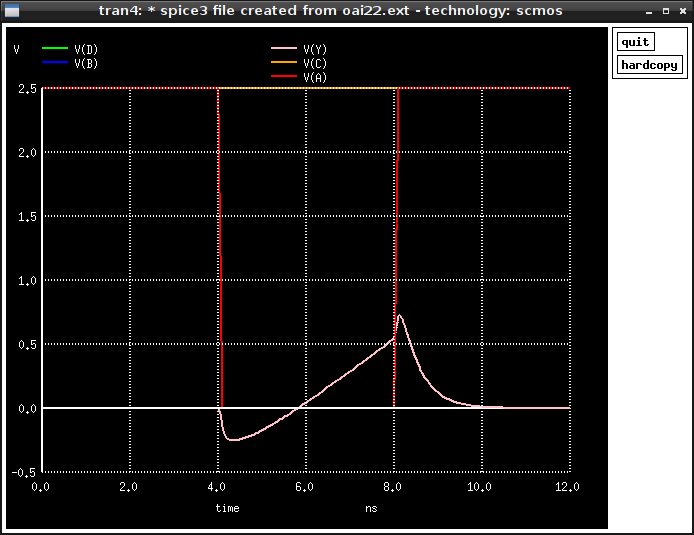 tran4: * spice3 file created from oai22.ext - technology: scmos
quit
hardcopy
V V(D) V(Y)
V(B) V(C)
V(A)
2.5
2.0
1.5
1.0
0.5
0.0
-0.5
0.0 2.0 4.0 6.0 8.0 10.0 12.0
time ns